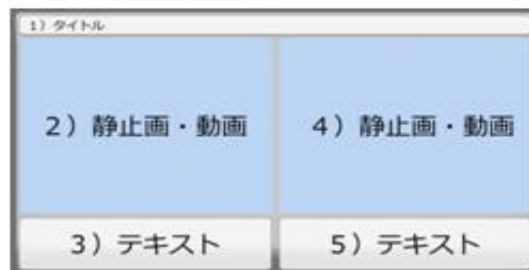 1) タイトル
2) 静止画・動画
4) 静止画・動画
3) テキスト
5) テキスト